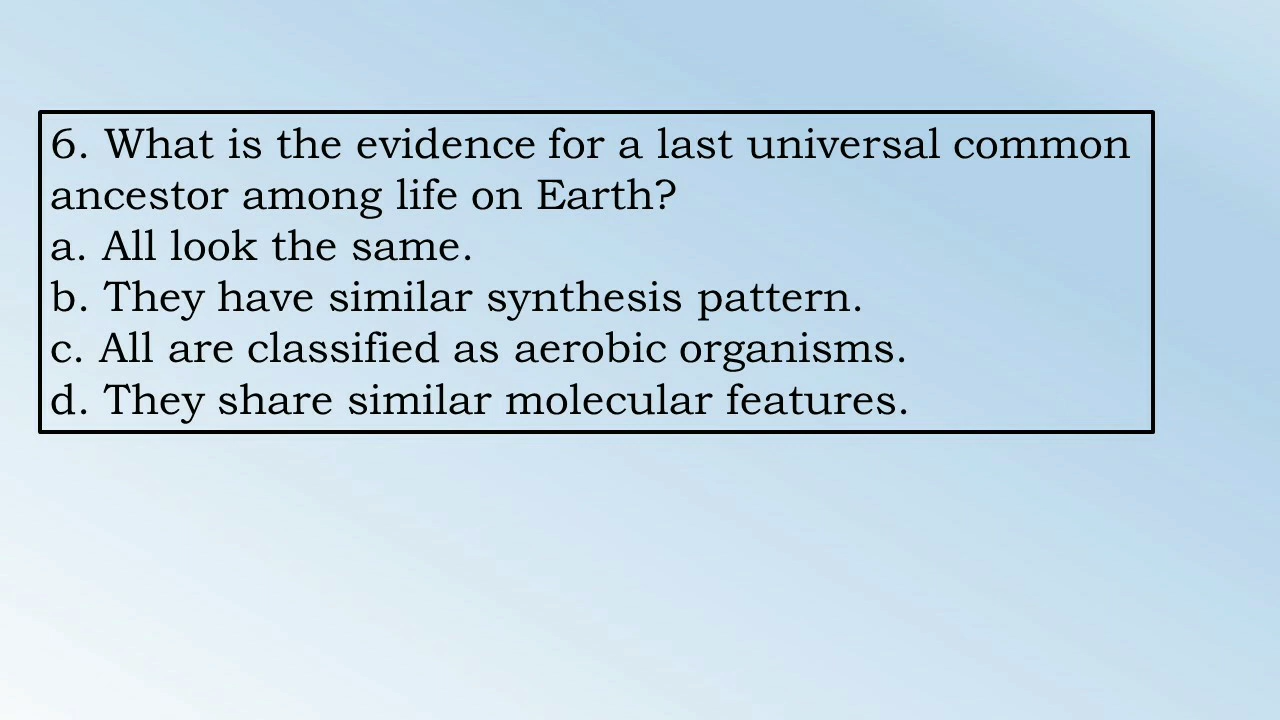 6. What is the evidence for a last universal common
ancestor among life on Earth?
a. All look the same.
b. They have similar synthesis pattern.
c. All are classified as aerobic organisms.
d. They share similar molecular features.